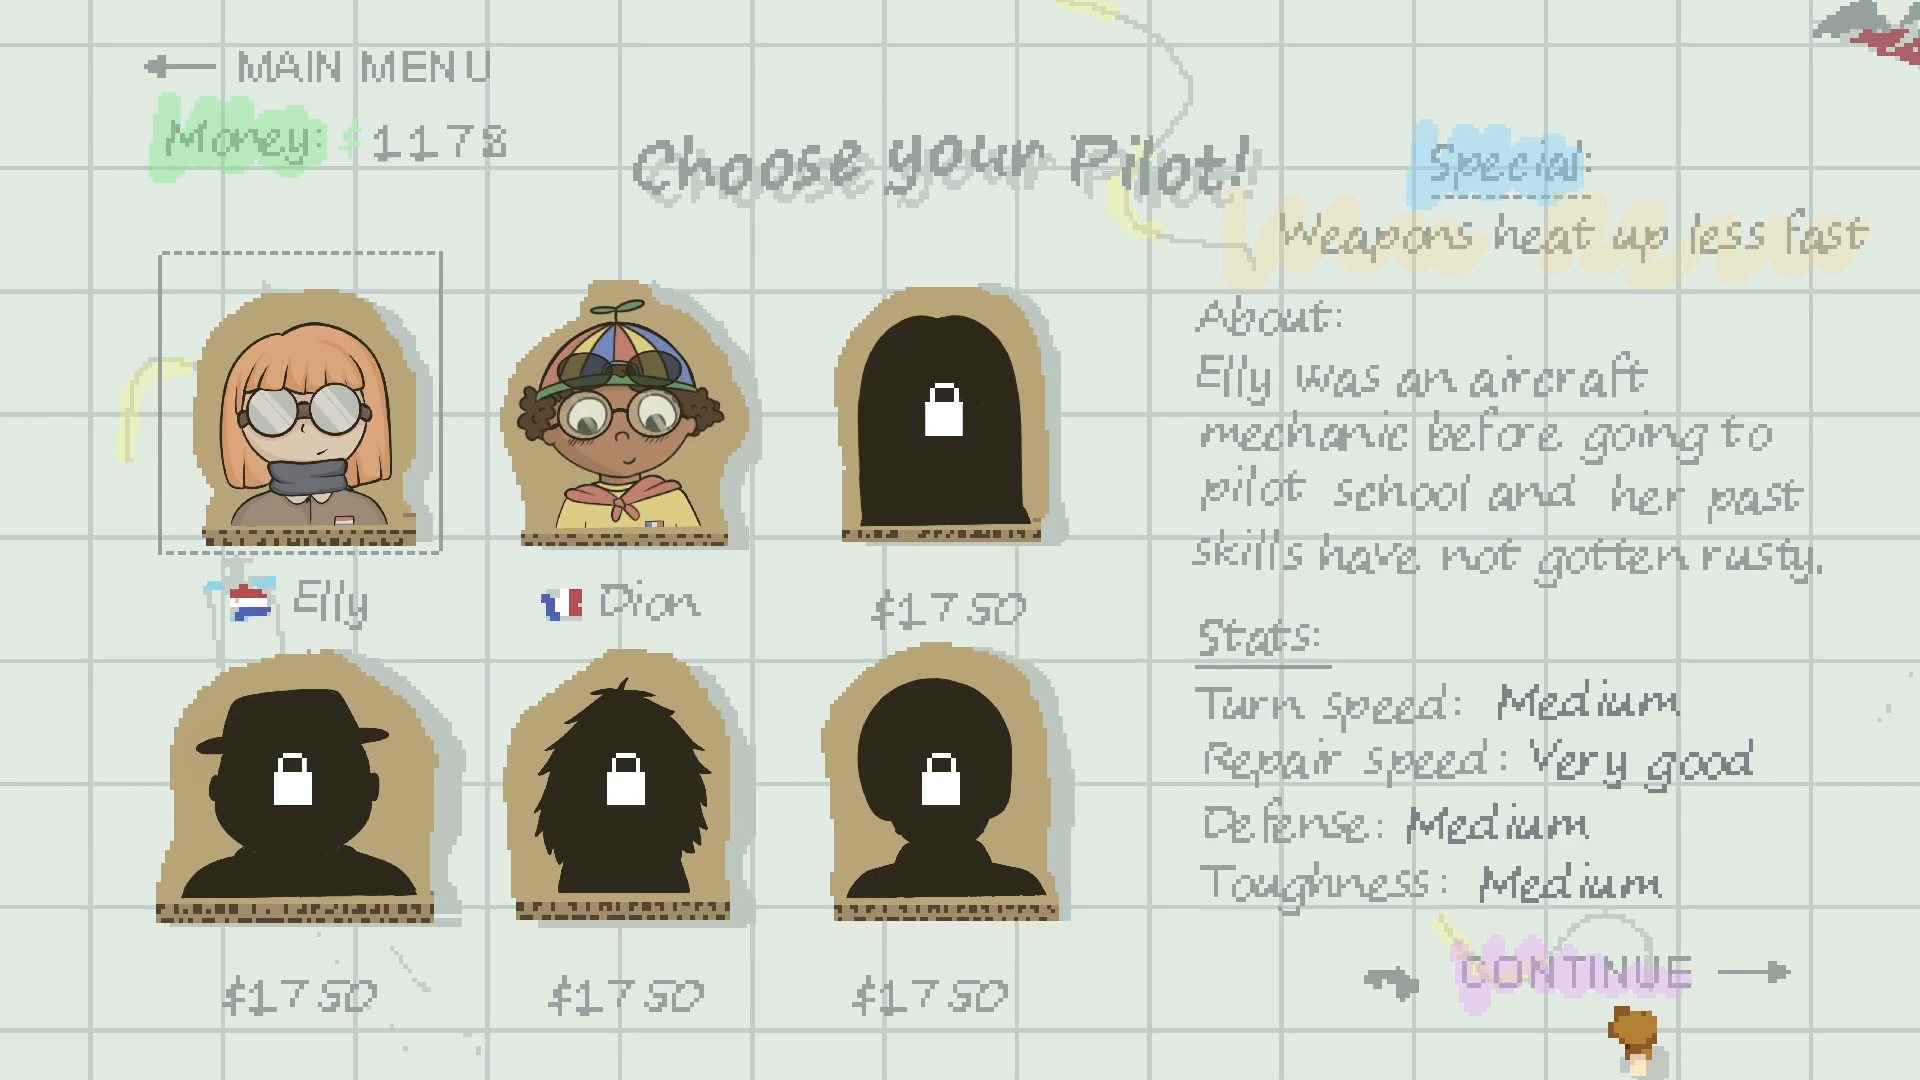 MAIN MENU
Money: $1178
Choose your Pilot!
Special:
Weapons heat up less fast
About:
Elly was an aircraft
mechanic before going to
pilot school and her past
skills have not gotten rusty.
Elly
Dion
$1750
Stats:
Turn speed: Medium
Repair speed: Very good
Defense: Medium
Toughness: Medium
$1750
$1750
$1750
CONTINUE